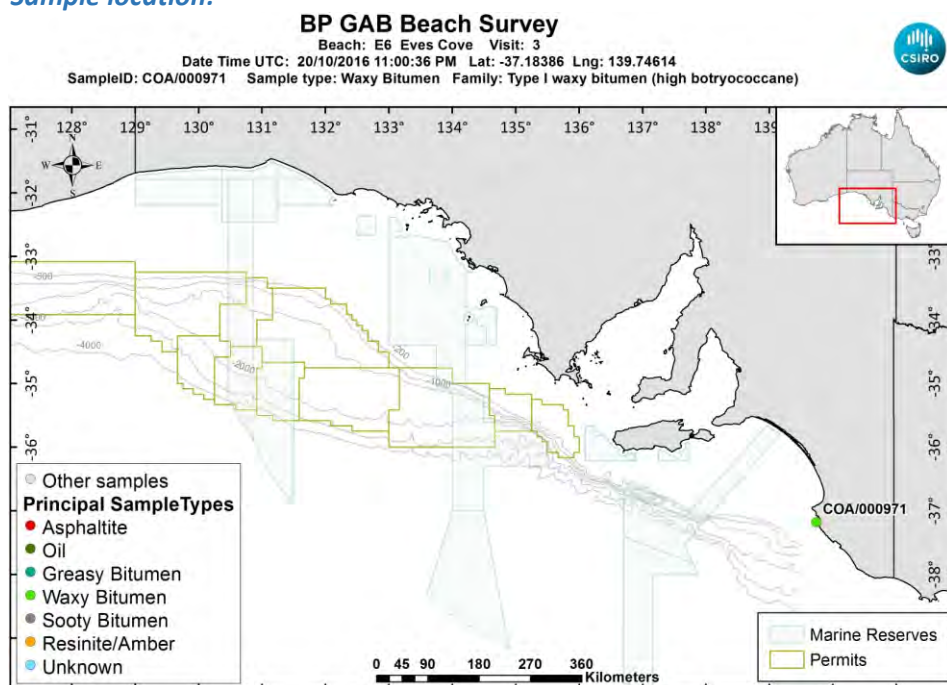 Sample location:
BP GAB Beach Survey
Beach: E6 Eves Cove Visit: 3
Date Time UTC: 20/10/2016 11:00:36 PM Lat: -37.18386 Lng: 139.74614
SampleID: COA/000971 Sample type: Waxy Bitumen Family: Type I waxy bitumen (high botryococcane)
CSIRO
128° 129° 130° 131° 132° 133° 134° 135° 136° 137° 138° 139
-31°
-32°
-33°
-34°
-35°
-36°
-37°
-38°
N
W E
S
-33°
-34°
-35°
-36°
-37°
-38°
-500
-4000
-2000
-200
-1000
COA/000971
Other samples
Principal SampleTypes
Asphaltite
Oil
Greasy Bitumen
Waxy Bitumen
Sooty Bitumen
Resinite/Amber
Unknown
0 45 90 180 270 360
Kilometers
Marine Reserves
Permits